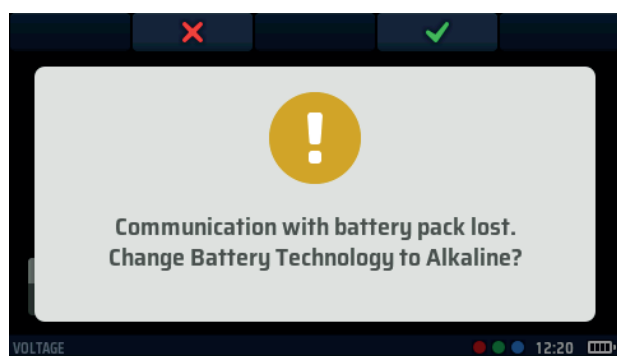 Communication with battery pack lost.
Change Battery Technology to Alkaline?
VOLTAGE
12:20